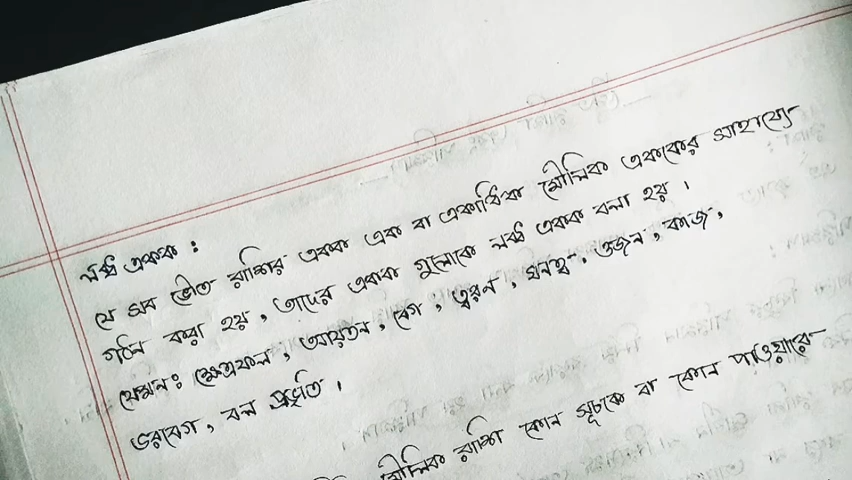 লব্ধ একক :
যে সব ভৌত রাশির একক এক বা একাধিক মৌলিক এককের সাহায্যে
গঠন করা হয়, তাদের একক গুলোকে লব্ধ একক বলা হয়।
যেমনঃ ক্ষেত্রফল, আয়তন, বেগ, ত্বরণ, ঘনত্ব, ওজন, কাজ,
ভরবেগ, বল প্রভৃতি।
মৌলিক রাশি কোন সূচকে বা কোন পাওয়ারে